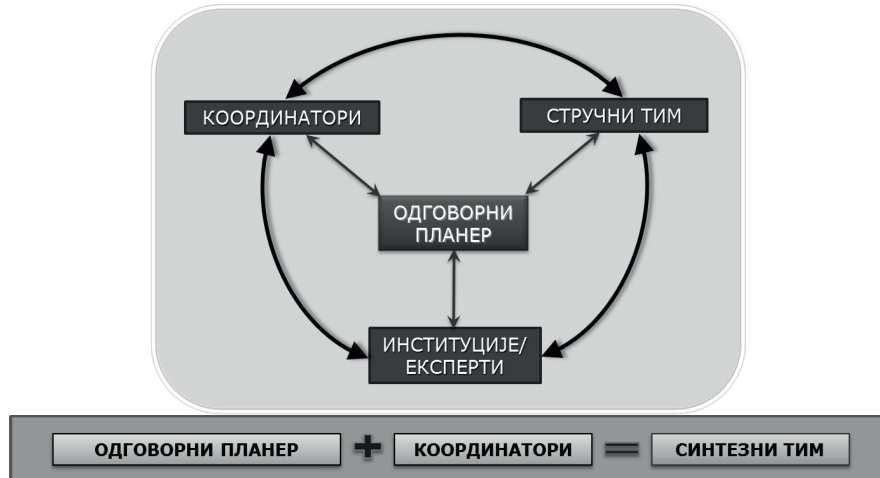 КООРДИНАТОРИ
СТРУЧНИ ТИМ
ОДГОВОРНИ
ПЛАНЕР
ИНСТИТУЦИЈЕ/
ЕКСПЕРТИ
ОДГОВОРНИ ПЛАНЕР + КООРДИНАТОРИ = СИНТЕЗНИ ТИМ